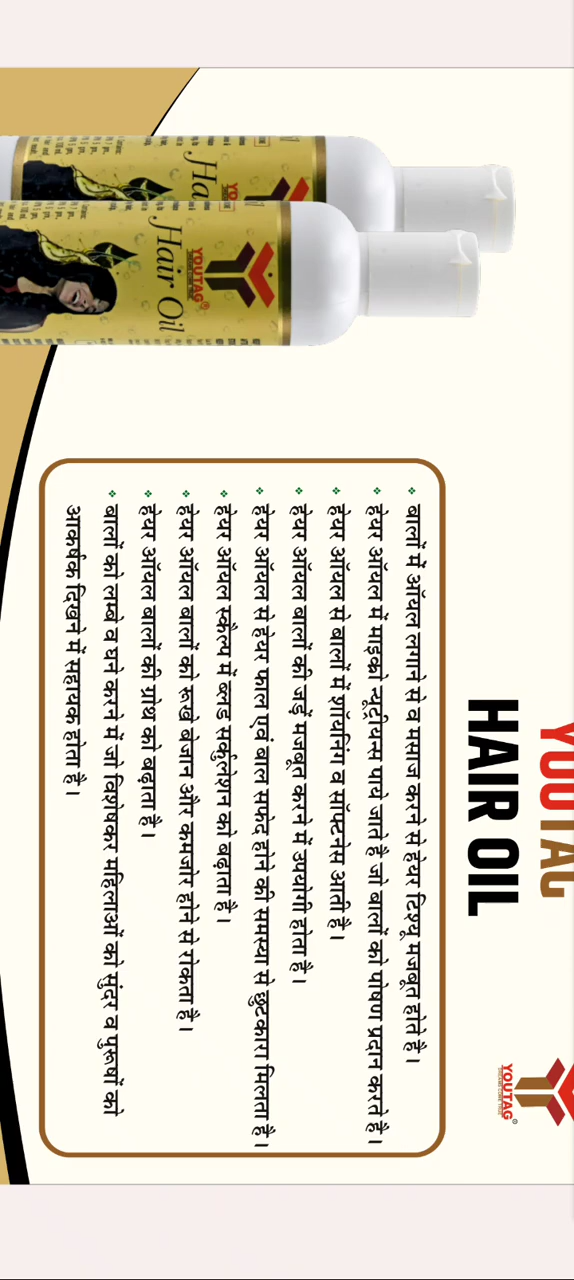 YOUTAG
HAIR OIL
YOUTAG®
बालों में ऑयल लगाने से व मसाज करने से हेयर टिश्यू मजबूत होते है।
हेयर ऑयल में माइक्रो न्यूट्रीयन्स पाये जाते है जो बालों को पोषण प्रदान करते है।
हेयर ऑयल से बालों में शॉयनिंग व सॉफ्टनेस आती है।
हेयर ऑयल बालों की जड़ें मजबूत करने में उपयोगी होता है।
हेयर ऑयल से हेयर फाल एवं बाल सफेद होने की समस्या से छुटकारा मिलता है।
हेयर ऑयल स्कैल्प में ब्लड सर्कुलेशन को बढ़ाता है।
हेयर ऑयल बालों को रूखे बेजान और कमजोर होने से रोकता है।
हेयर ऑयल बालों की ग्रोथ को बढ़ाता है।
बालों को लम्बे व घने करने में जो विशेषकर महिलाओं को सुंदर व पुरूषों को
आकर्षक दिखने में सहायक होता है।
YOUTAG®
Hair Oil